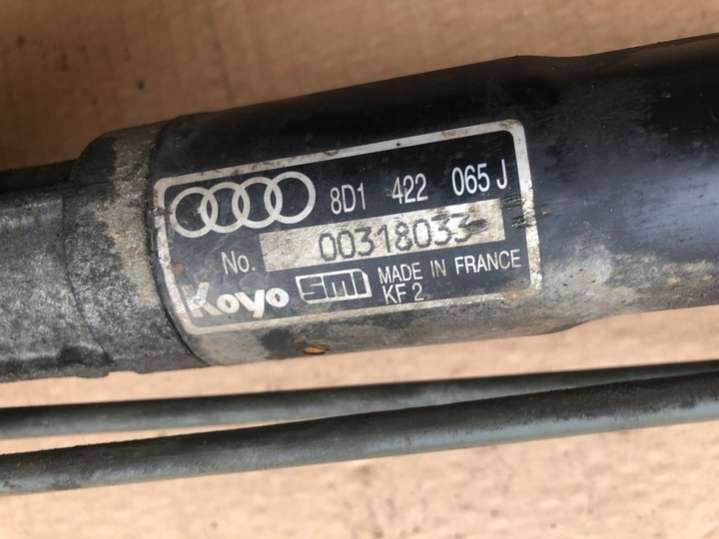 8D1 422 065 J
No. 00318033
Koyo SMI MADE IN FRANCE
KF 2